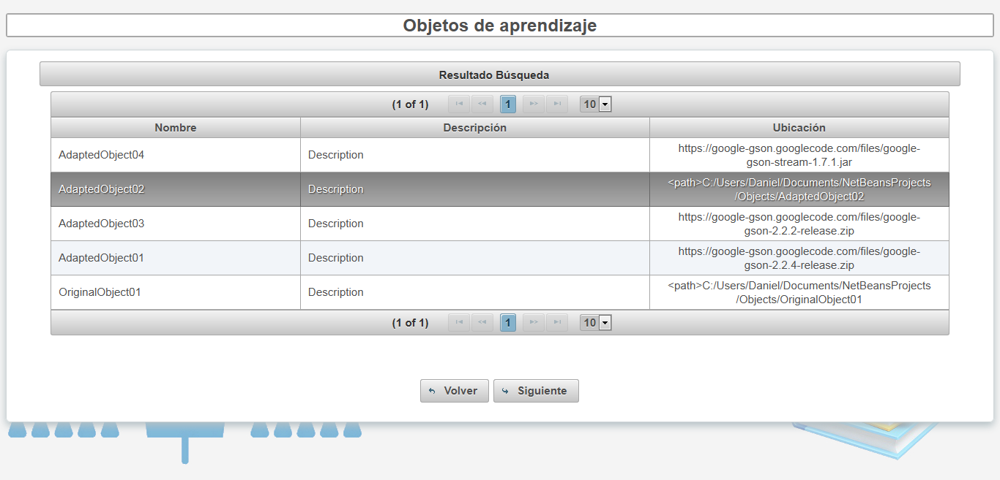 Objetos de aprendizaje
Resultado Búsqueda
(1 of 1) 1 10
Nombre Descripción Ubicación
AdaptedObject04 Description https://google-gson.googlecode.com/files/google-
gson-stream-1.7.1.jar
AdaptedObject02 Description <path>C:/Users/Daniel/Documents/NetBeansProjects
/Objects/AdaptedObject02
AdaptedObject03 Description https://google-gson.googlecode.com/files/google-
gson-2.2.2-release.zip
AdaptedObject01 Description https://google-gson.googlecode.com/files/google-
gson-2.2.4-release.zip
OriginalObject01 Description <path>C:/Users/Daniel/Documents/NetBeansProjects
/Objects/OriginalObject01
(1 of 1) 1 10
Volver Siguiente